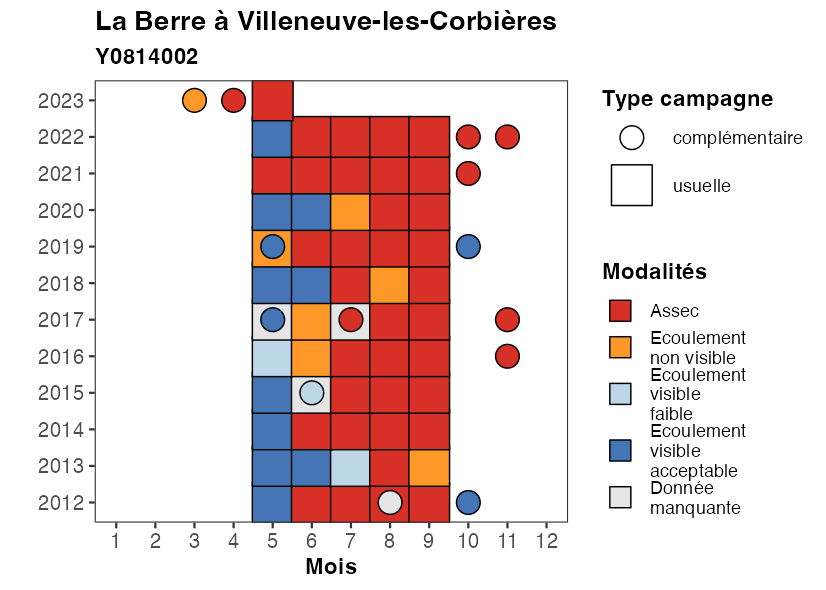 La Berre à Villeneuve-les-Corbières
Y0814002
2023
2022
2021
2020
2019
2018
2017
2016
2015
2014
2013
2012
1 2 3 4 5 6 7 8 9 10 11 12
Mois
Type campagne
complémentaire
usuelle
Modalités
Assec
Ecoulement
non visible
Ecoulement
visible
faible
Ecoulement
visible
acceptable
Donnée
manquante